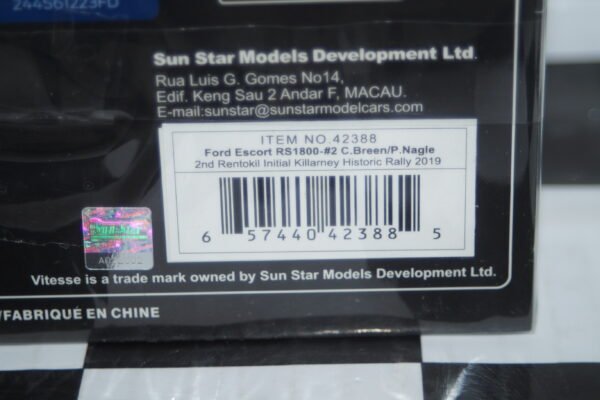 244561223FD
Sun Star Models Development Ltd.
Rua Luis G. Gomes No14,
Edif. Keng Sau 2 Andar F, MACAU.
E-mail:sunstar@sunstarmodelcars.com
ITEM NO.42388
Ford Escort RS1800-#2 C.Breen/P.Nagle
2nd Rentokil Initial Killarney Historic Rally 2019
6 57440 42388 5
Vitesse is a trade mark owned by Sun Star Models Development Ltd.
/FABRIQUÉ EN CHINE